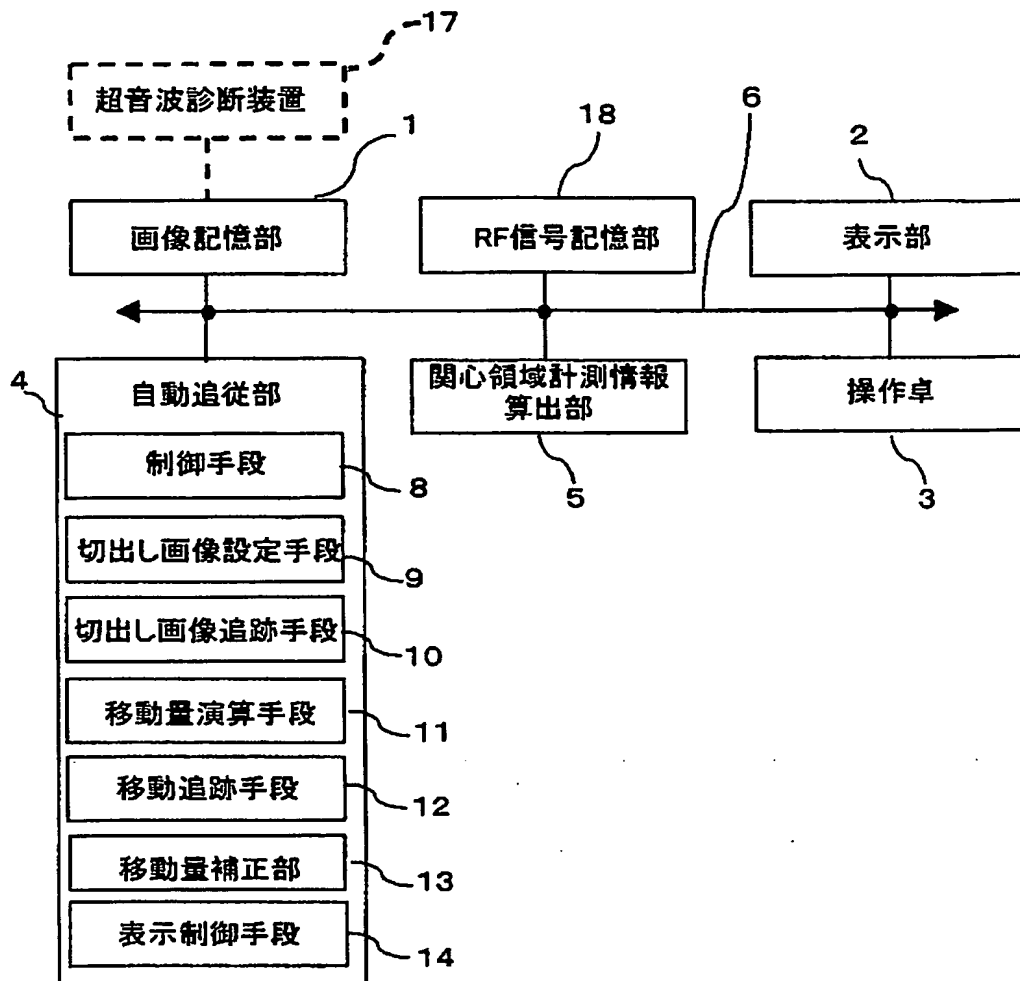 17
超音波診断装置
1
18
6
2
画像記憶部
RF信号記憶部
表示部
4
自動追従部
関心領域計測情報
算出部
操作卓
5
3
制御手段
8
切出し画像設定手段
9
切出し画像追跡手段
10
移動量演算手段
11
移動追跡手段
12
移動量補正部
13
表示制御手段
14